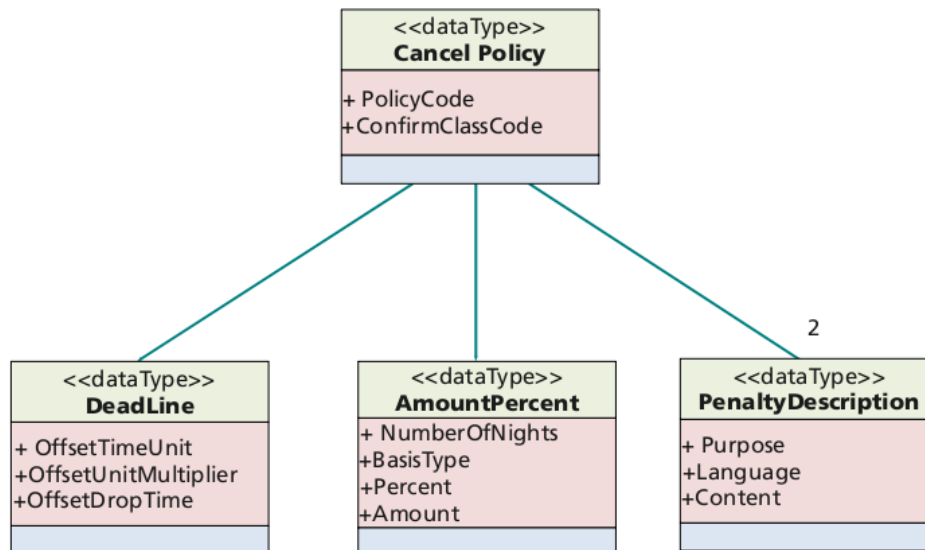 <<dataType>>
Cancel Policy
+ PolicyCode
+ConfirmClassCode
2
<<dataType>>
DeadLine
+ OffsetTimeUnit
+OffsetUnitMultiplier
+OffsetDropTime
<<dataType>>
AmountPercent
+ NumberOfNights
+BasisType
+Percent
+Amount
<<dataType>>
PenaltyDescription
+ Purpose
+Language
+Content